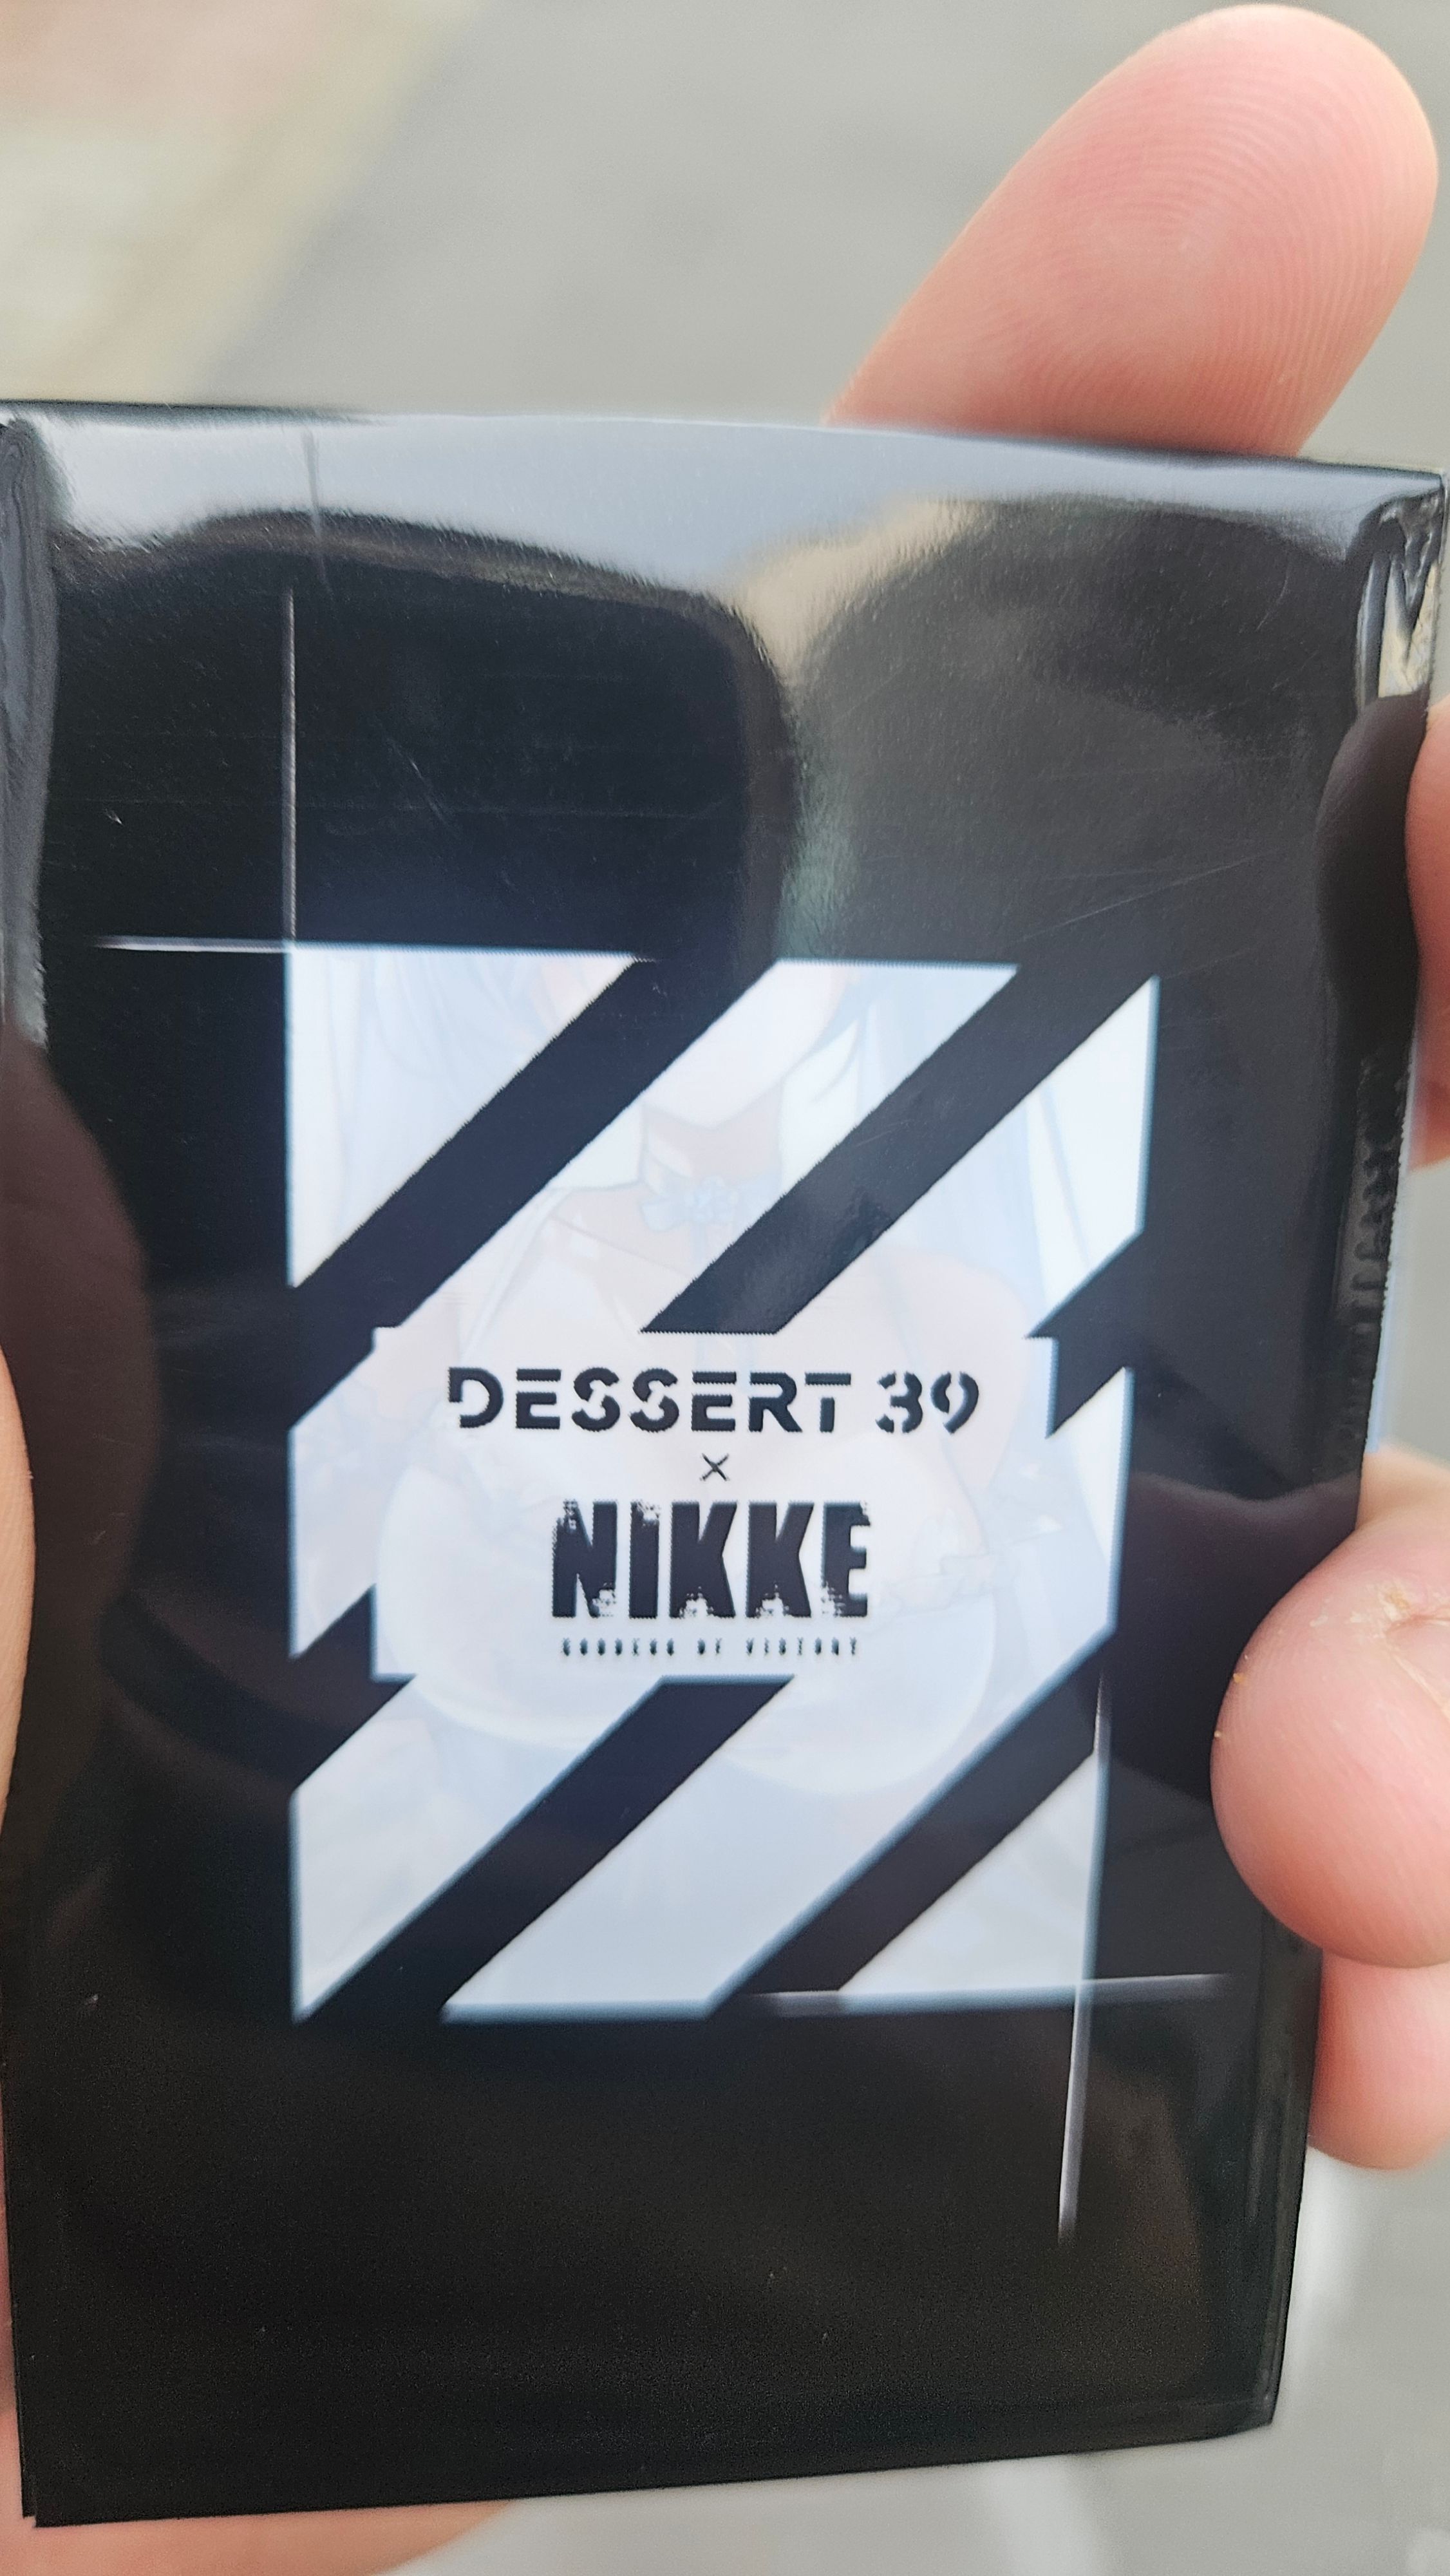 DESSERT 39
×
NIKKE
GODDESS OF VICTORY